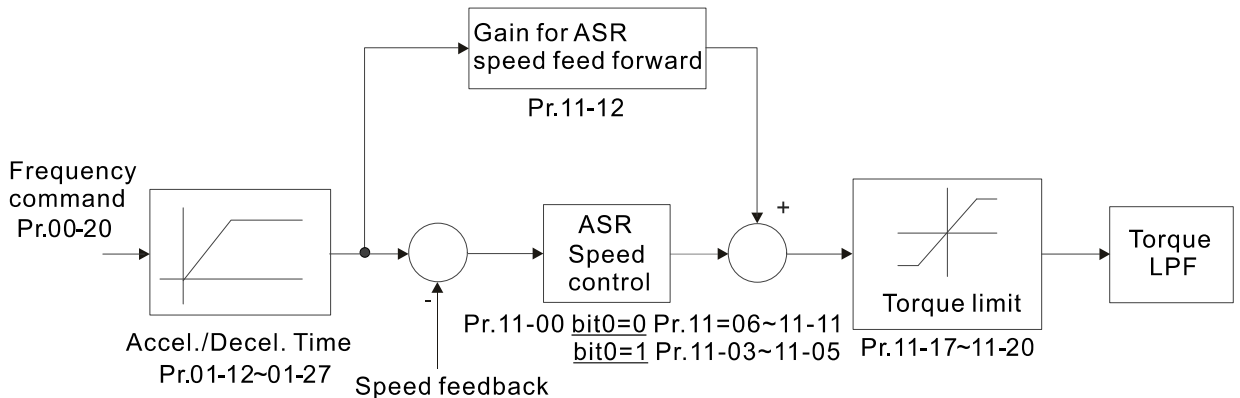 Gain for ASR
speed feed forward
Pr.11-12
Frequency
command
Pr.00-20
Accel./Decel. Time
Pr.01-12~01-27
-
Speed feedback
ASR
Speed
control
Pr.11-00 bit0=0 Pr.11=06~11-11
bit0=1 Pr.11-03~11-05
+
Torque limit
Pr.11-17~11-20
Torque
LPF